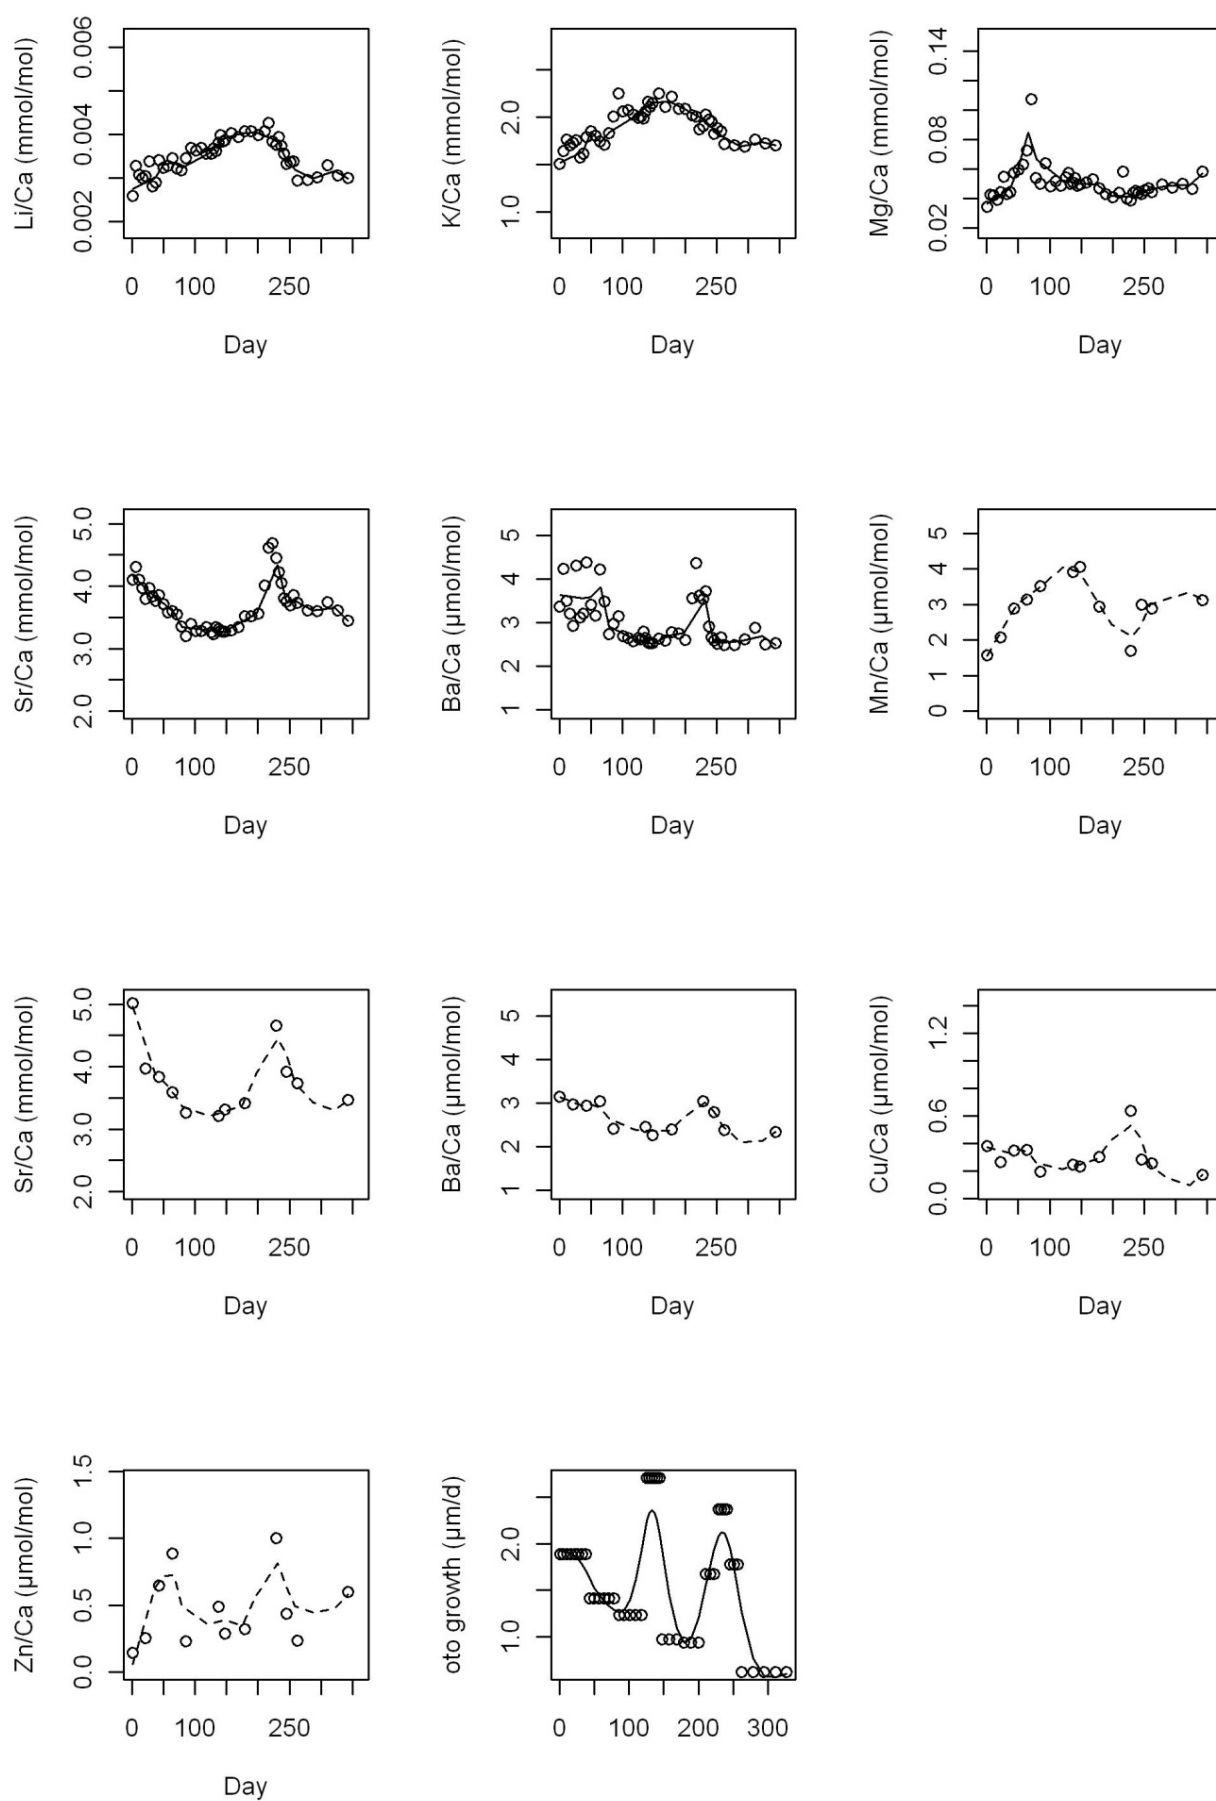 Li/Ca (mmol/mol)
0.002 0.004 0.006
0 100 250
Day
K/Ca (mmol/mol)
1.0 2.0
0 100 250
Day
Mg/Ca (mmol/mol)
0.02 0.08 0.14
0 100 250
Day
Sr/Ca (mmol/mol)
2.0 3.0 4.0 5.0
0 100 250
Day
Ba/Ca (µmol/mol)
1 2 3 4 5
0 100 250
Day
Mn/Ca (µmol/mol)
0 1 2 3 4 5
0 100 250
Day
Sr/Ca (mmol/mol)
2.0 3.0 4.0 5.0
0 100 250
Day
Ba/Ca (µmol/mol)
1 2 3 4 5
0 100 250
Day
Cu/Ca (µmol/mol)
0.0 0.6 1.2
0 100 250
Day
Zn/Ca (µmol/mol)
0.0 0.5 1.0 1.5
0 100 250
Day
oto growth (µm/d)
1.0 2.0
0 100 200 300